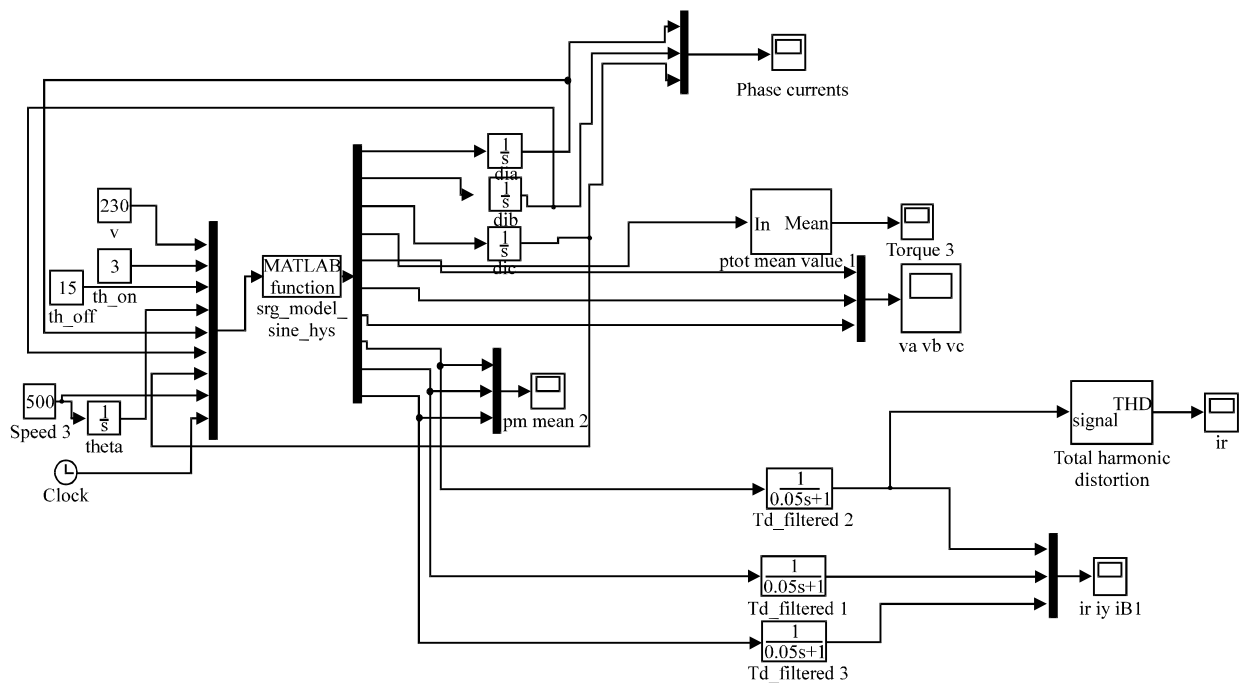 Phase currents
1
s
dia
1
s
dib
1
s
dic
230
v
3
th_on
15
th_off
MATLAB
function
srg_model_
sine_hys
In Mean
ptot mean value 1
Torque 3
va vb vc
500
Speed 3
1
s
theta
Clock
pm mean 2
signal
THD
Total harmonic
distortion
ir
1
0.05s+1
Td_filtered 2
1
0.05s+1
Td_filtered 1
ir iy iB1
1
0.05s+1
Td_filtered 3